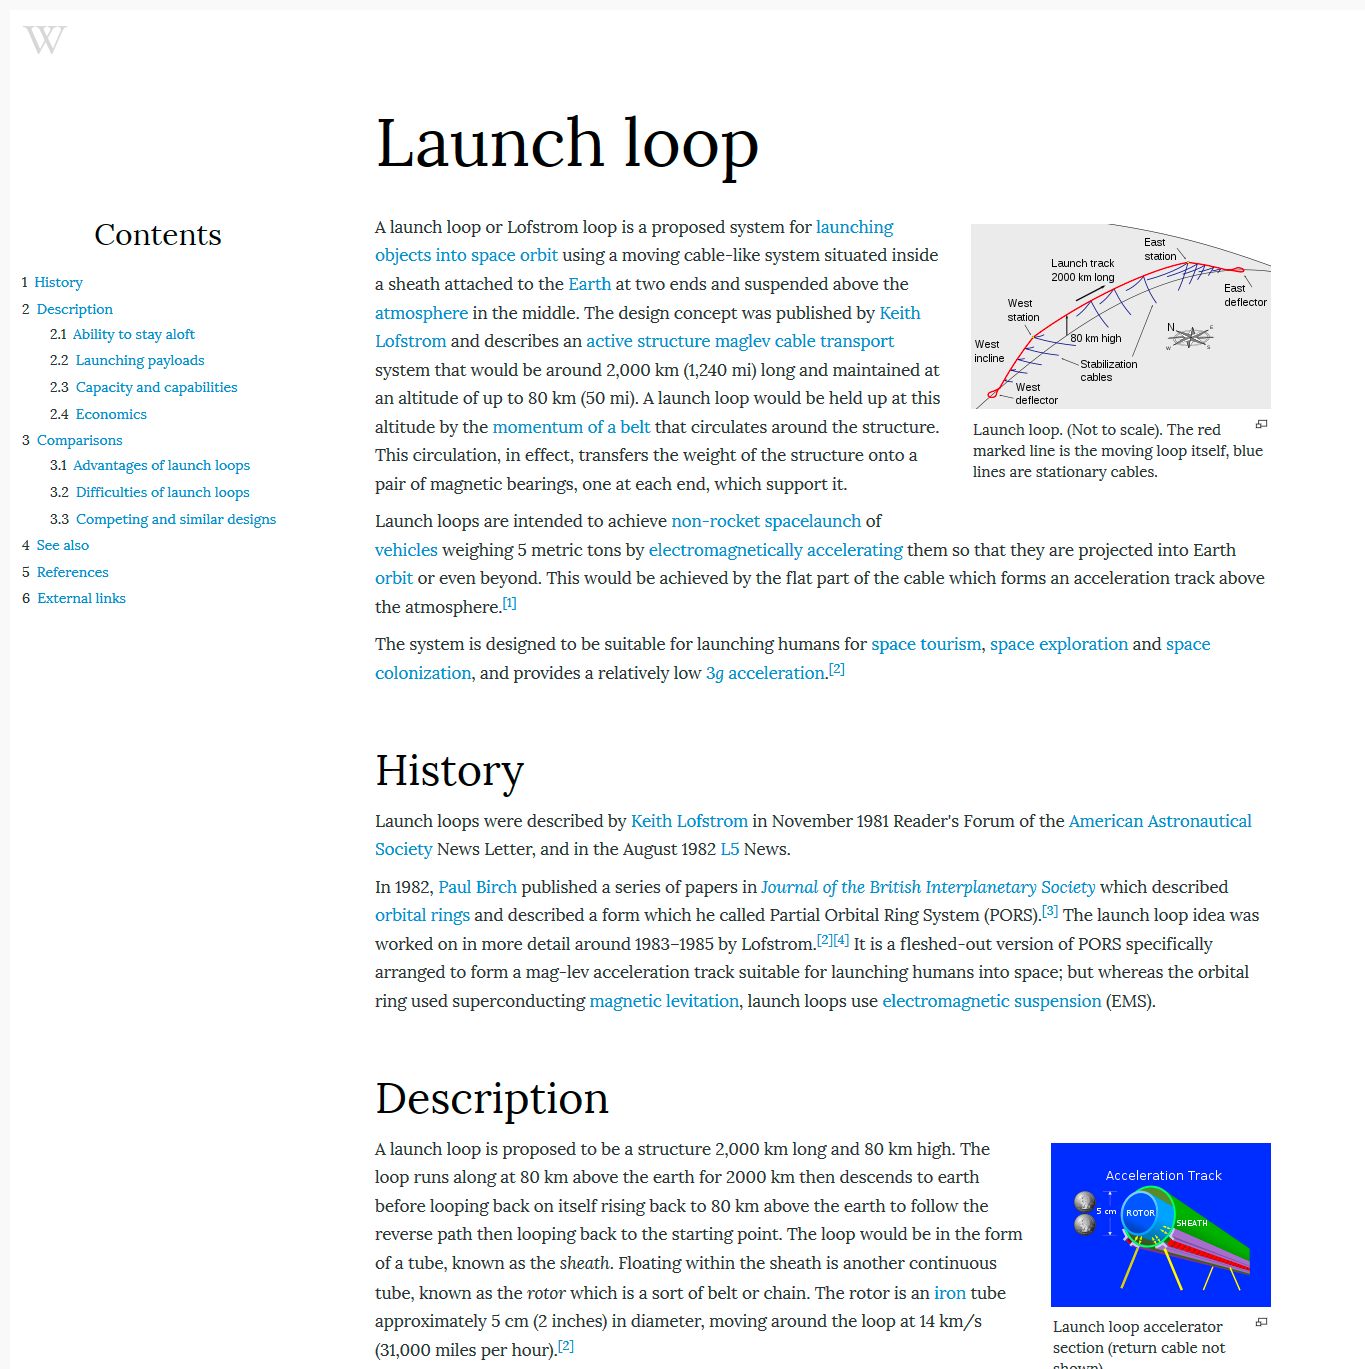 W
Launch loop
Contents
1 History
2 Description
2.1 Ability to stay aloft
2.2 Launching payloads
2.3 Capacity and capabilities
2.4 Economics
3 Comparisons
3.1 Advantages of launch loops
3.2 Difficulties of launch loops
3.3 Competing and similar designs
4 See also
5 References
6 External links
A launch loop or Lofstrom loop is a proposed system for launching
objects into space orbit using a moving cable-like system situated inside
a sheath attached to the Earth at two ends and suspended above the
atmosphere in the middle. The design concept was published by Keith
Lofstrom and describes an active structure maglev cable transport
system that would be around 2,000 km (1,240 mi) long and maintained at
an altitude of up to 80 km (50 mi). A launch loop would be held up at this
altitude by the momentum of a belt that circulates around the structure.
This circulation, in effect, transfers the weight of the structure onto a
pair of magnetic bearings, one at each end, which support it.
East
station
Launch track
2000 km long
East
deflector
West
station
N
E
W
S
80 km high
West
incline
Stabilization
cables
West
deflector
Launch loop. (Not to scale). The red
marked line is the moving loop itself, blue
lines are stationary cables.
Launch loops are intended to achieve non-rocket spacelaunch of
vehicles weighing 5 metric tons by electromagnetically accelerating them so that they are projected into Earth
orbit or even beyond. This would be achieved by the flat part of the cable which forms an acceleration track above
the atmosphere.[1]
The system is designed to be suitable for launching humans for space tourism, space exploration and space
colonization, and provides a relatively low 3g acceleration.[2]
History
Launch loops were described by Keith Lofstrom in November 1981 Reader's Forum of the American Astronautical
Society News Letter, and in the August 1982 L5 News.
In 1982, Paul Birch published a series of papers in Journal of the British Interplanetary Society which described
orbital rings and described a form which he called Partial Orbital Ring System (PORS).[3] The launch loop idea was
worked on in more detail around 1983–1985 by Lofstrom.[2][4] It is a fleshed-out version of PORS specifically
arranged to form a mag-lev acceleration track suitable for launching humans into space; but whereas the orbital
ring used superconducting magnetic levitation, launch loops use electromagnetic suspension (EMS).
Description
A launch loop is proposed to be a structure 2,000 km long and 80 km high. The
loop runs along at 80 km above the earth for 2000 km then descends to earth
before looping back on itself rising back to 80 km above the earth to follow the
reverse path then looping back to the starting point. The loop would be in the form
of a tube, known as the sheath. Floating within the sheath is another continuous
tube, known as the rotor which is a sort of belt or chain. The rotor is an iron tube
approximately 5 cm (2 inches) in diameter, moving around the loop at 14 km/s
(31,000 miles per hour).[2]
Acceleration Track
5 cm
ROTOR
SHEATH
Launch loop accelerator
section (return cable not
shown).